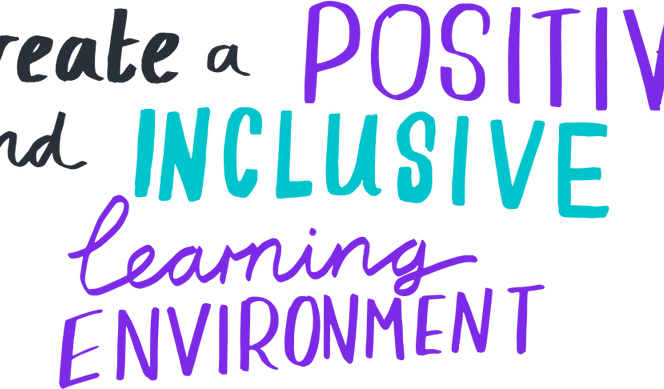 reate a POSITIV
nd INCLUSIVE
learning
ENVIRONMENT